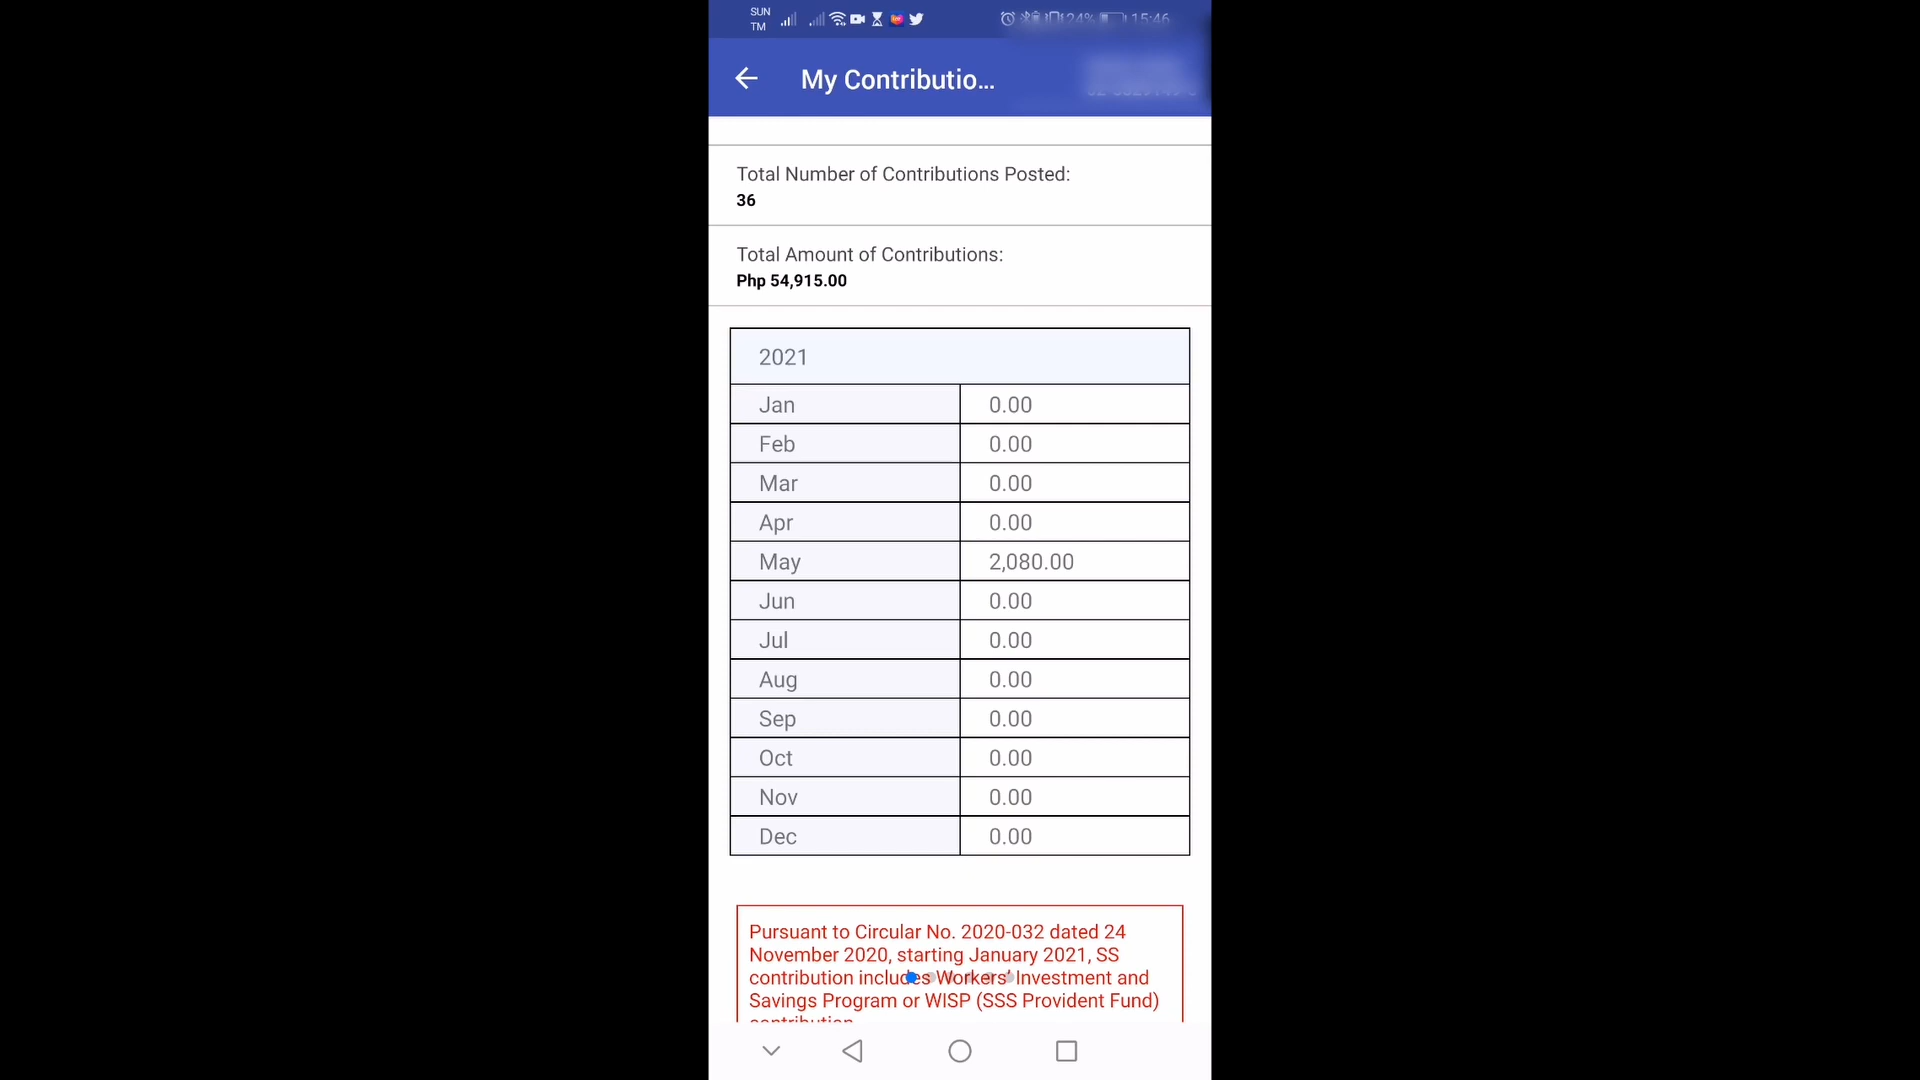 SUN
TM
24% 15:46
My Contributio...
Total Number of Contributions Posted:
36
Total Amount of Contributions:
Php 54,915.00
2021
Jan 0.00
Feb 0.00
Mar 0.00
Apr 0.00
May 2,080.00
Jun 0.00
Jul 0.00
Aug 0.00
Sep 0.00
Oct 0.00
Nov 0.00
Dec 0.00
Pursuant to Circular No. 2020-032 dated 24
November 2020, starting January 2021, SS
contribution includes Workers' Investment and
Savings Program or WISP (SSS Provident Fund)
contribution